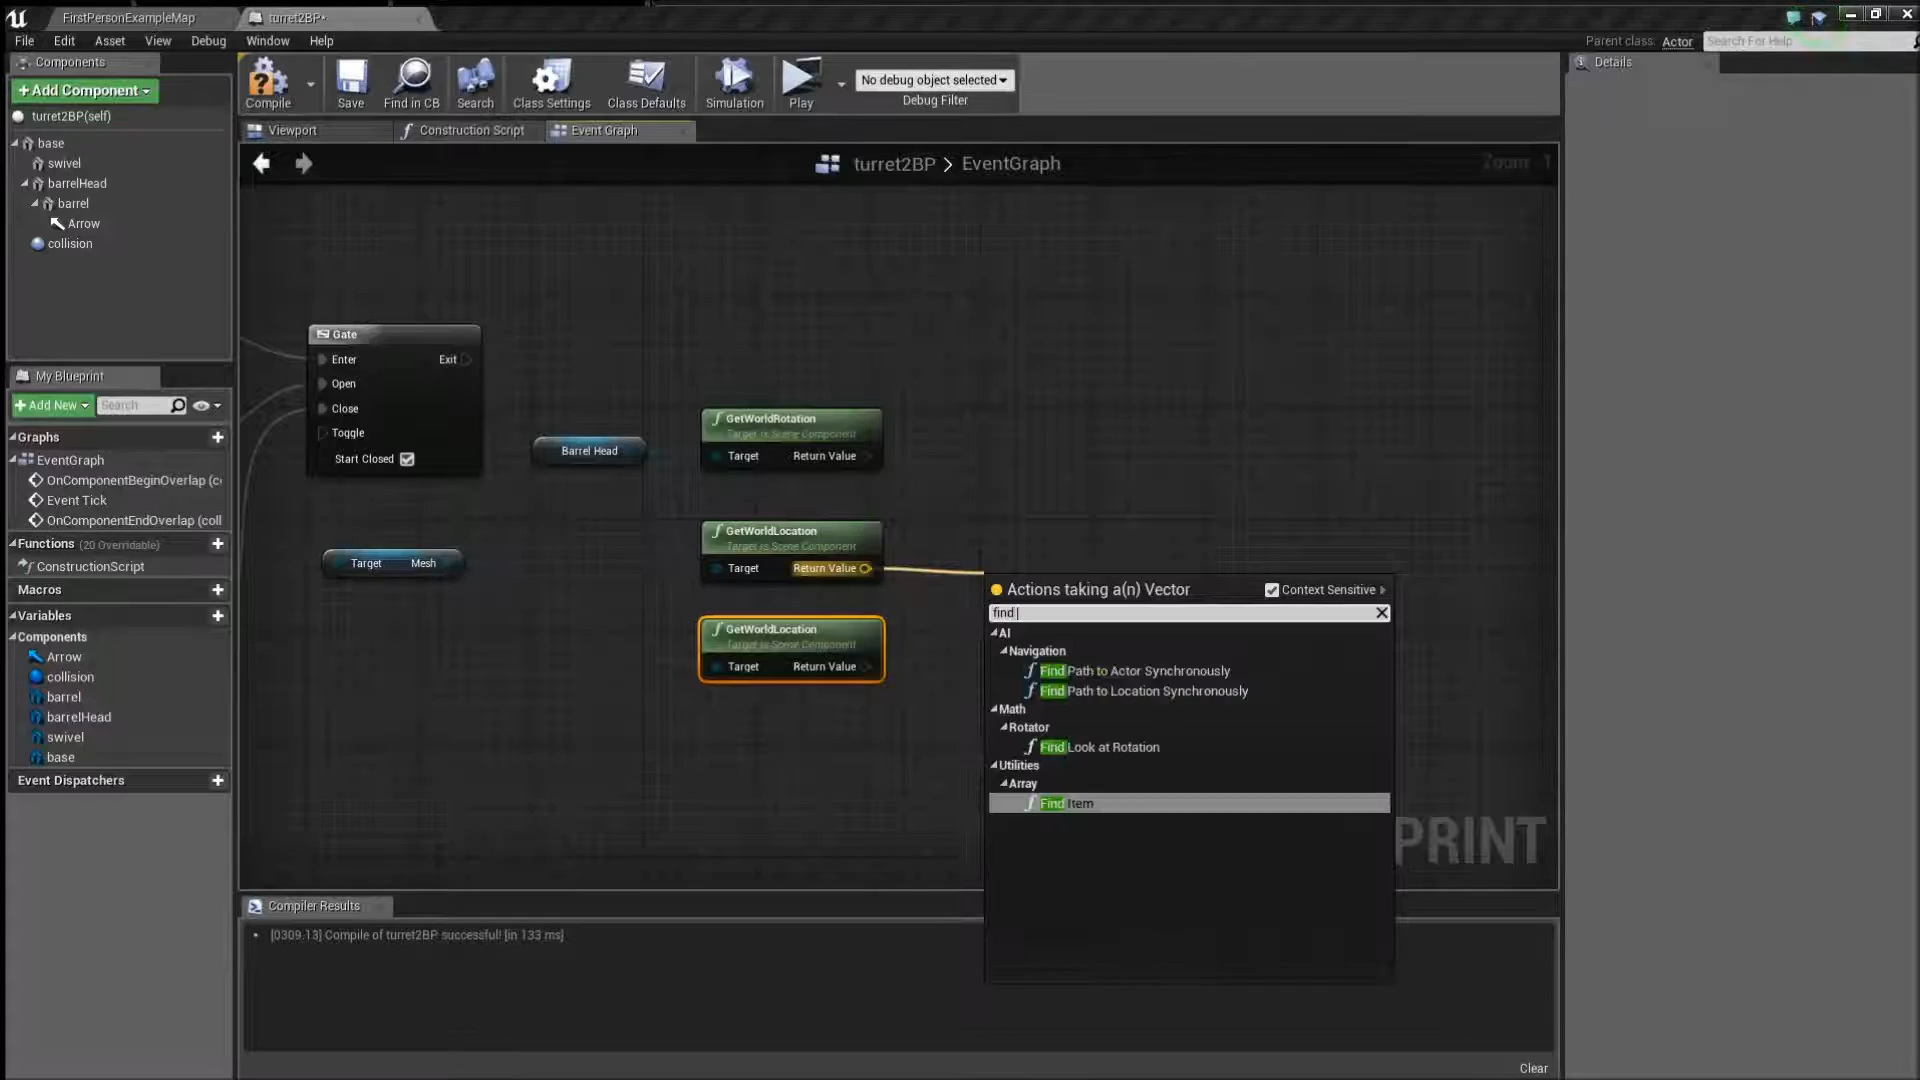 FirstPersonExampleMap
turret2BP*
File Edit Asset View Debug Window Help
Parent class: Actor
Search For Help
Components
Add Component
turret2BP(self)
base
swivel
barrelHead
barrel
Arrow
collision
Compile
Save
Find in CB
Search
Class Settings
Class Defaults
Simulation
Play
No debug object selected
Debug Filter
Details
Viewport
Construction Script
Event Graph
turret2BP > EventGraph
Zoom 1
Gate
Enter Exit
Open
Close
Toggle
Start Closed
Barrel Head
Target Mesh
GetWorldRotation
Target is Scene Component
Target Return Value
GetWorldLocation
Target is Scene Component
Target Return Value
GetWorldLocation
Target is Scene Component
Target Return Value
Actions taking a(n) Vector
Context Sensitive
find
AI
Navigation
Find Path to Actor Synchronously
Find Path to Location Synchronously
Math
Rotator
Find Look at Rotation
Utilities
Array
Find Item
PRINT
My Blueprint
Add New
Search
Graphs
EventGraph
OnComponentBeginOverlap (c
Event Tick
OnComponentEndOverlap (coll
Functions (20 Overridable)
ConstructionScript
Macros
Variables
Components
Arrow
collision
barrel
barrelHead
swivel
base
Event Dispatchers
Compiler Results
[0309.13] Compile of turret2BP successful! [in 133 ms]
Clear